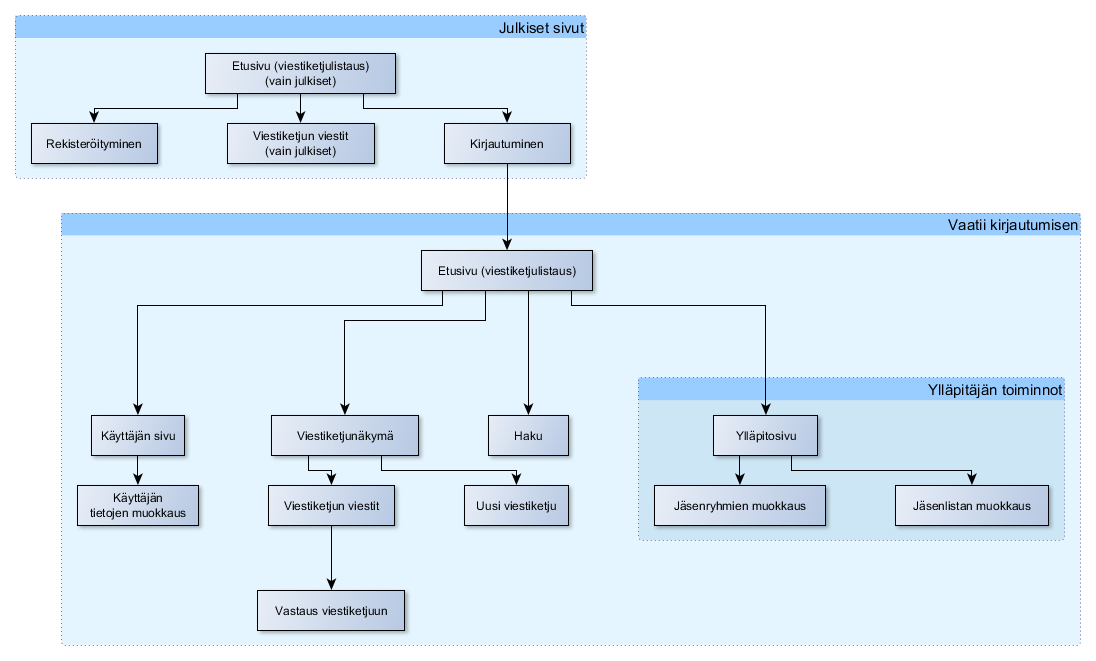 Julkiset sivut
Etusivu (viestiketjulistaus)
(vain julkiset)
Rekisteröityminen
Viestiketjun viestit
(vain julkiset)
Kirjautuminen
Vaatii kirjautumisen
Etusivu (viestiketjulistaus)
Ylläpitäjän toiminnot
Käyttäjän sivu
Viestiketjunäkymä
Haku
Ylläpitosivu
Käyttäjän
tietojen muokkaus
Viestiketjun viestit
Uusi viestiketju
Jäsenryhmien muokkaus
Jäsenlistan muokkaus
Vastaus viestiketjuun